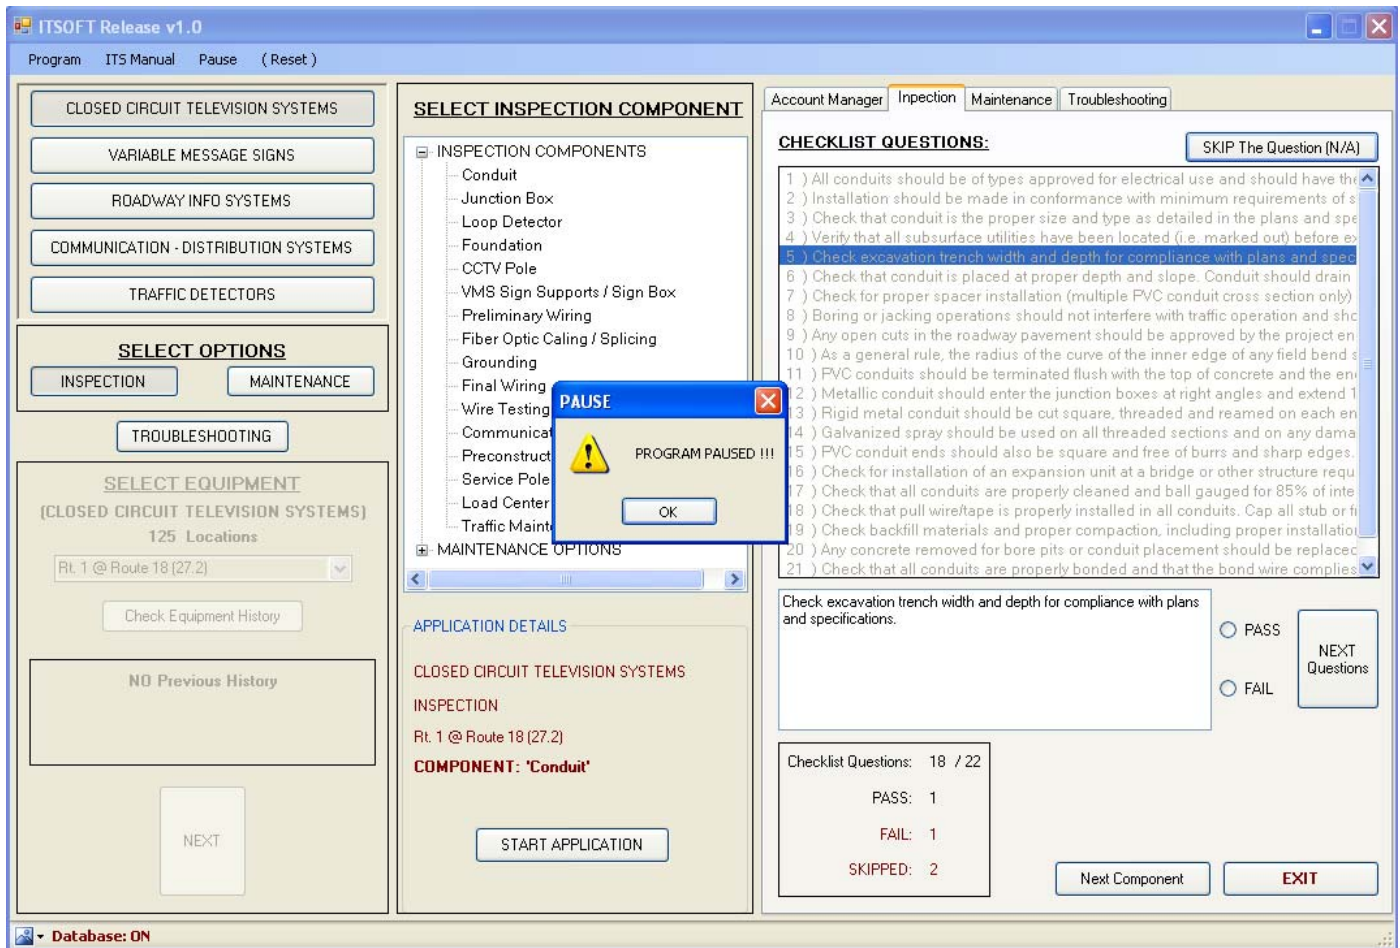 ITSOFT Release v1.0
Program ITS Manual Pause ( Reset )
CLOSED CIRCUIT TELEVISION SYSTEMS
VARIABLE MESSAGE SIGNS
ROADWAY INFO SYSTEMS
COMMUNICATION - DISTRIBUTION SYSTEMS
TRAFFIC DETECTORS
SELECT OPTIONS
INSPECTION MAINTENANCE
TROUBLESHOOTING
SELECT EQUIPMENT
(CLOSED CIRCUIT TELEVISION SYSTEMS)
125 Locations
Rt. 1 @ Route 18 (27.2)
Check Equipment History
NO Previous History
NEXT
SELECT INSPECTION COMPONENT
INSPECTION COMPONENTS
Conduit
Junction Box
Loop Detector
Foundation
CCTV Pole
VMS Sign Supports / Sign Box
Preliminary Wiring
Fiber Optic Caling / Splicing
Grounding
Final Wiring
Wire Testing
Communicat
Preconstruct
Service Pole
Load Center
Traffic Mainte
MAINTENANCE OPTIONS
APPLICATION DETAILS
CLOSED CIRCUIT TELEVISION SYSTEMS
INSPECTION
Rt. 1 @ Route 18 (27.2)
COMPONENT: 'Conduit'
START APPLICATION
PAUSE
PROGRAM PAUSED !!!
OK
Account Manager Inpection Maintenance Troubleshooting
CHECKLIST QUESTIONS:
SKIP The Question (N/A)
1 ) All conduits should be of types approved for electrical use and should have the
2 ) Installation should be made in conformance with minimum requirements of s
3 ) Check that conduit is the proper size and type as detailed in the plans and spe
4 ) Verify that all subsurface utilities have been located (i.e. marked out) before ex
5 ) Check excavation trench width and depth for compliance with plans and spec
6 ) Check that conduit is placed at proper depth and slope. Conduit should drain
7 ) Check for proper spacer installation (multiple PVC conduit cross section only)
8 ) Boring or jacking operations should not interfere with traffic operation and sho
9 ) Any open cuts in the roadway pavement should be approved by the project en
10 ) As a general rule, the radius of the curve of the inner edge of any field bend s
11 ) PVC conduits should be terminated flush with the top of concrete and the en
12 ) Metallic conduit should enter the junction boxes at right angles and extend 1
13 ) Rigid metal conduit should be cut square, threaded and reamed on each en
14 ) Galvanized spray should be used on all threaded sections and on any dama
15 ) PVC conduit ends should also be square and free of burrs and sharp edges.
16 ) Check for installation of an expansion unit at a bridge or other structure requ
17 ) Check that all conduits are properly cleaned and ball gauged for 85% of inte
18 ) Check that pull wire/tape is properly installed in all conduits. Cap all stub or fi
19 ) Check backfill materials and proper compaction, including proper installatio
20 ) Any concrete removed for bore pits or conduit placement should be replaced
21 ) Check that all conduits are properly bonded and that the bond wire complies
Check excavation trench width and depth for compliance with plans
and specifications.
PASS
FAIL
NEXT
Questions
Checklist Questions: 18 / 22
PASS: 1
FAIL: 1
SKIPPED: 2
Next Component
EXIT
Database: ON